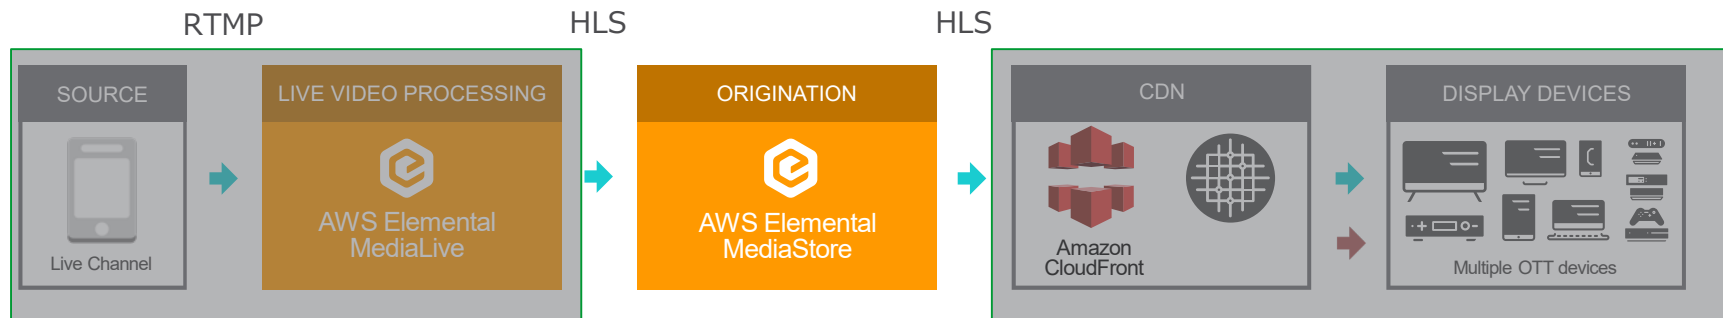 RTMP
HLS
HLS
SOURCE
Live Channel
LIVE VIDEO PROCESSING
AWS Elemental
MediaLive
ORIGINATION
AWS Elemental
MediaStore
CDN
Amazon
CloudFront
DISPLAY DEVICES
Multiple OTT devices